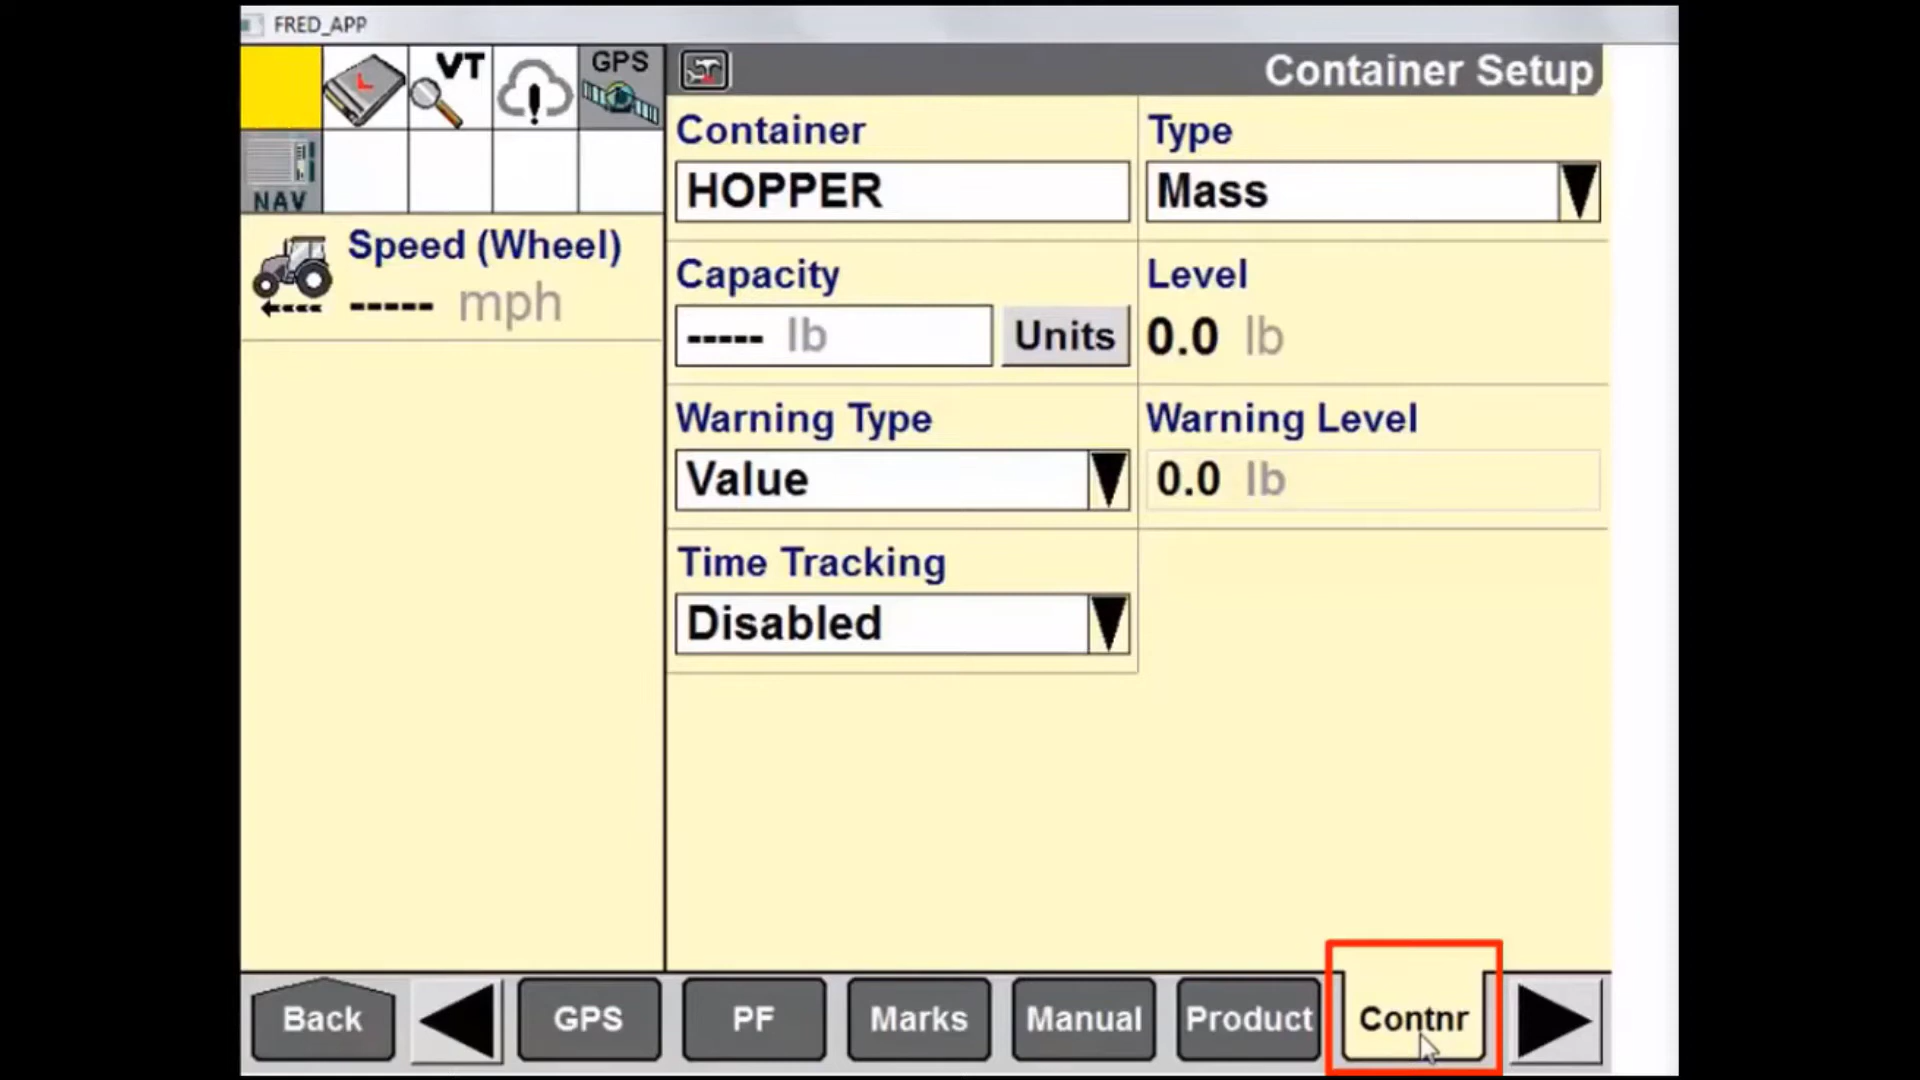 FRED_APP
VT
GPS
NAV
Speed (Wheel)
----- mph
Container Setup
Container
HOPPER
Type
Mass
Capacity
----- lb
Units
Level
0.0 lb
Warning Type
Value
Warning Level
0.0 lb
Time Tracking
Disabled
Back
GPS
PF
Marks
Manual
Product
Contnr